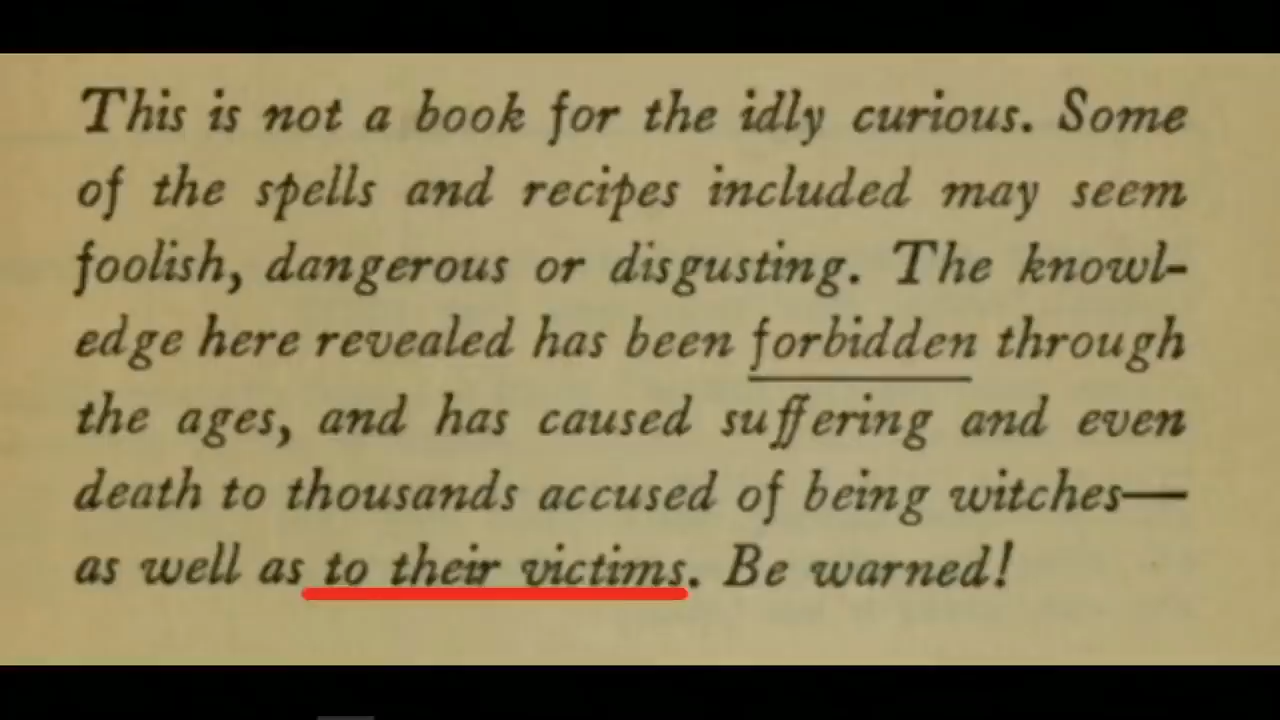 This is not a book for the idly curious. Some
of the spells and recipes included may seem
foolish, dangerous or disgusting. The knowl-
edge here revealed has been forbidden through
the ages, and has caused suffering and even
death to thousands accused of being witches—
as well as to their victims. Be warned!